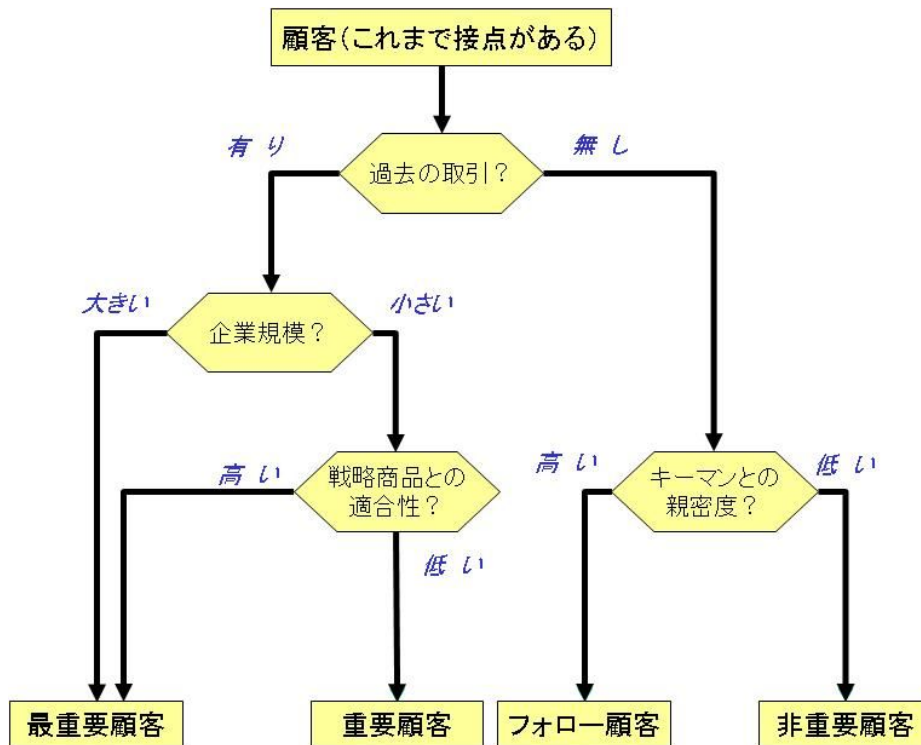 顧客(これまで接点がある)
有り
無し
過去の取引?
大きい
小さい
企業規模?
高い
戦略商品との
適合性?
低い
高い
キーマンとの
親密度?
低い
最重要顧客
重要顧客
フォロー顧客
非重要顧客